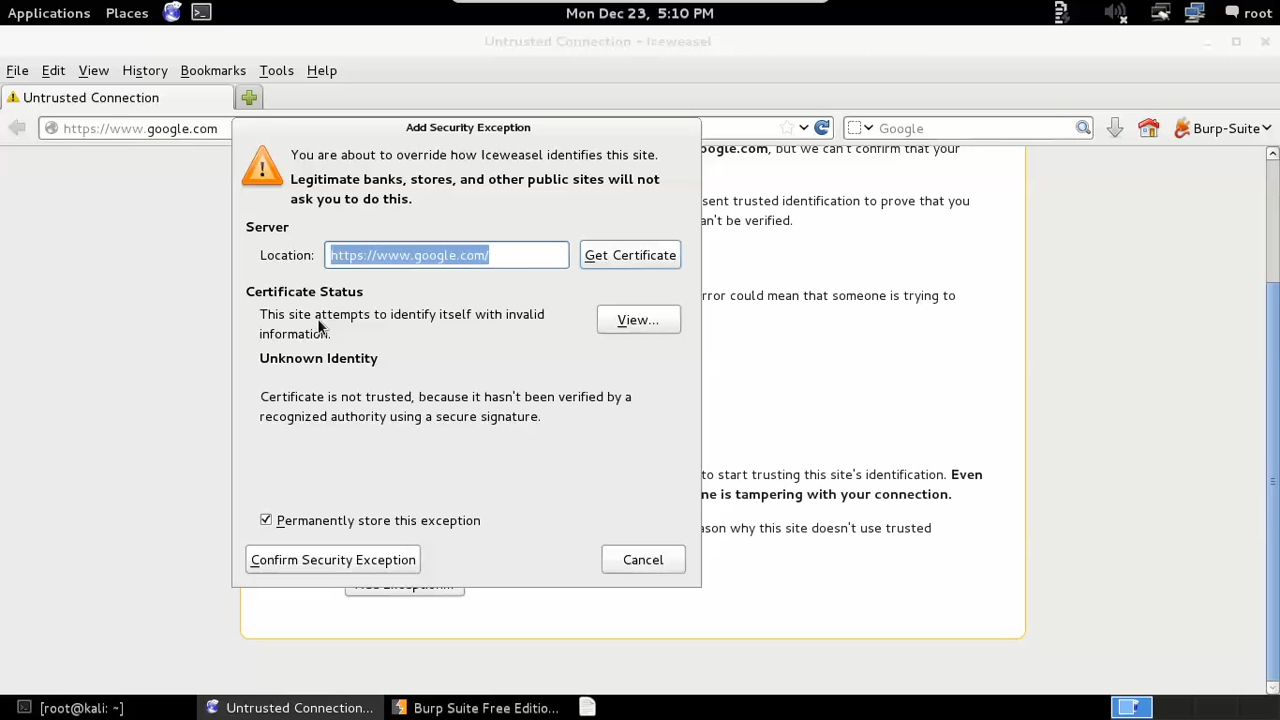 Applications Places Mon Dec 23, 5:10 PM root
Untrusted Connection - Iceweasel
File Edit View History Bookmarks Tools Help
Untrusted Connection
https://www.google.com Google Burp-Suite
Add Security Exception
You are about to override how Iceweasel identifies this site.
Legitimate banks, stores, and other public sites will not
ask you to do this.
Server
Location: https://www.google.com/ Get Certificate
Certificate Status
This site attempts to identify itself with invalid
information.
View...
Unknown Identity
Certificate is not trusted, because it hasn't been verified by a
recognized authority using a secure signature.
Permanently store this exception
Confirm Security Exception Cancel
oogle.com, but we can't confirm that your
sent trusted identification to prove that you
an't be verified.
rror could mean that someone is trying to
to start trusting this site's identification. Even
ne is tampering with your connection.
ason why this site doesn't use trusted
Add Exception...
[root@kali: ~] Untrusted Connection... Burp Suite Free Editio...